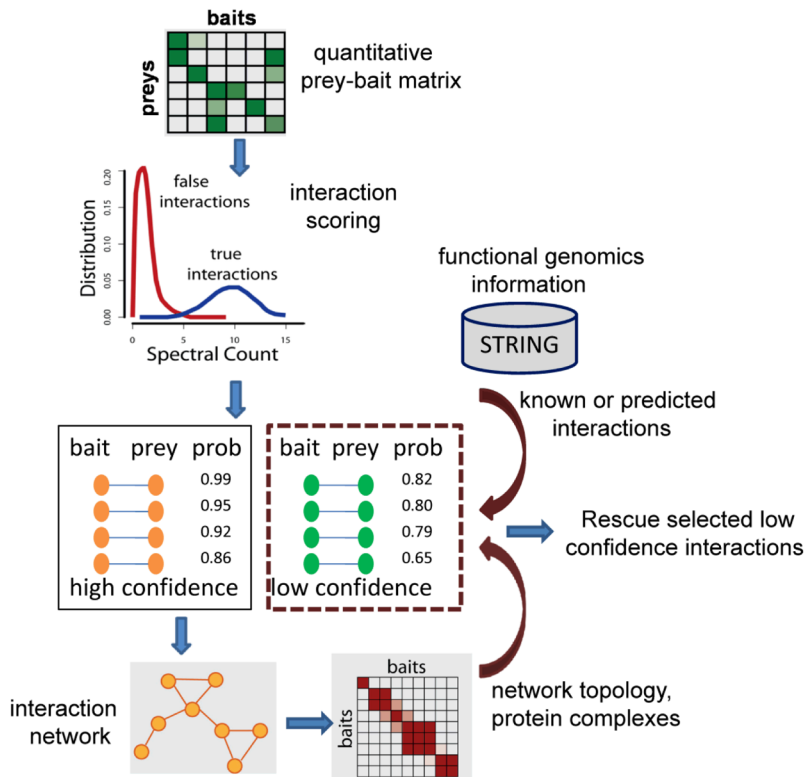 baits
preys
quantitative
prey-bait matrix
0.20
0.15
0.10
0.05
0.00
Distribution
false
interactions
true
interactions
0
5
10
15
Spectral Count
interaction
scoring
functional genomics
information
STRING
known or predicted
interactions
bait prey prob
0.99
0.95
0.92
0.86
high confidence
bait prey prob
0.82
0.80
0.79
0.65
low confidence
Rescue selected low
confidence interactions
interaction
network
baits
baits
network topology,
protein complexes